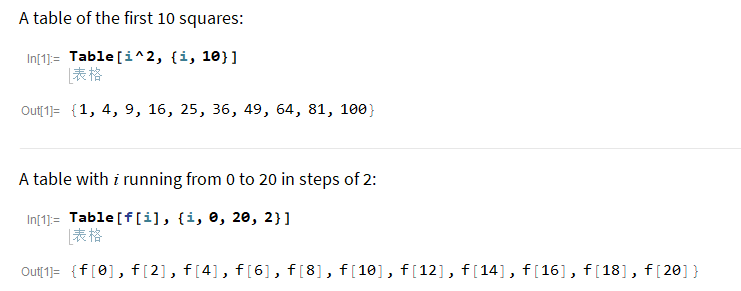 A table of the first 10 squares:
In[1]:= Table[i^2, {i, 10}]
表格
Out[1]= {1, 4, 9, 16, 25, 36, 49, 64, 81, 100}
A table with i running from 0 to 20 in steps of 2:
In[1]:= Table[f[i], {i, 0, 20, 2}]
表格
Out[1]= {f[0], f[2], f[4], f[6], f[8], f[10], f[12], f[14], f[16], f[18], f[20]}